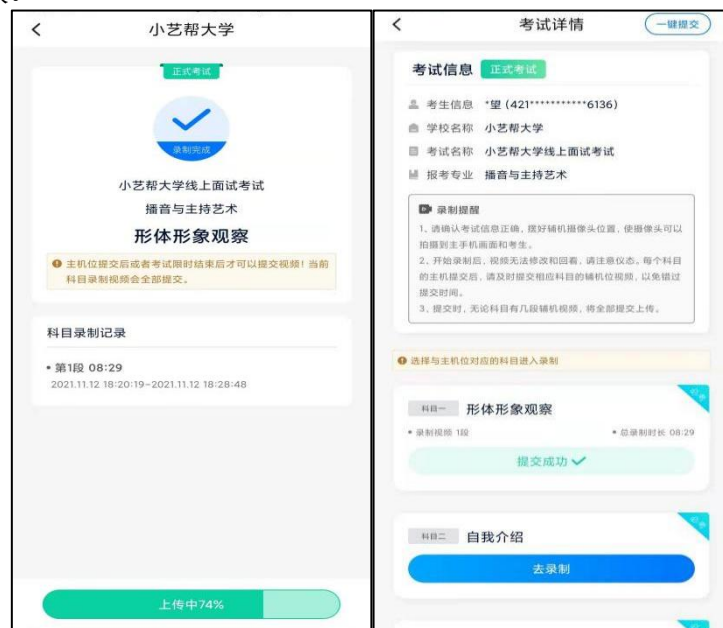 小艺帮大学
正式考试
录制完成
小艺帮大学线上面试考试
播音与主持艺术
形体形象观察
主机位提交后或者考试限时结束后才可以提交视频！当前
科目录制视频会全部提交。
科目录制记录
• 第1段 08:29
2021.11.12 18:20:19~2021.11.12 18:28:48
上传中74%
考试详情
一键提交
考试信息 正式考试
考生信息 *望 (421***********6136)
学校名称 小艺帮大学
考试名称 小艺帮大学线上面试考试
报考专业 播音与主持艺术
录制提醒
1、请确认考试信息正确，摆好辅机摄像头位置，使摄像头可以
拍摄到主手机画面和考生。
2、开始录制后，视频无法修改和回看，请注意仪态。每个科目
的主机提交后，请及时提交相应科目的辅机位视频，以免错过
提交时间。
3、提交时，无论科目有几段辅机视频，将全部提交上传。
选择与主机位对应的科目进入录制
科目一 形体形象观察
• 录制视频 1段 • 总录制时长 08:29
提交成功
科目二 自我介绍
去录制